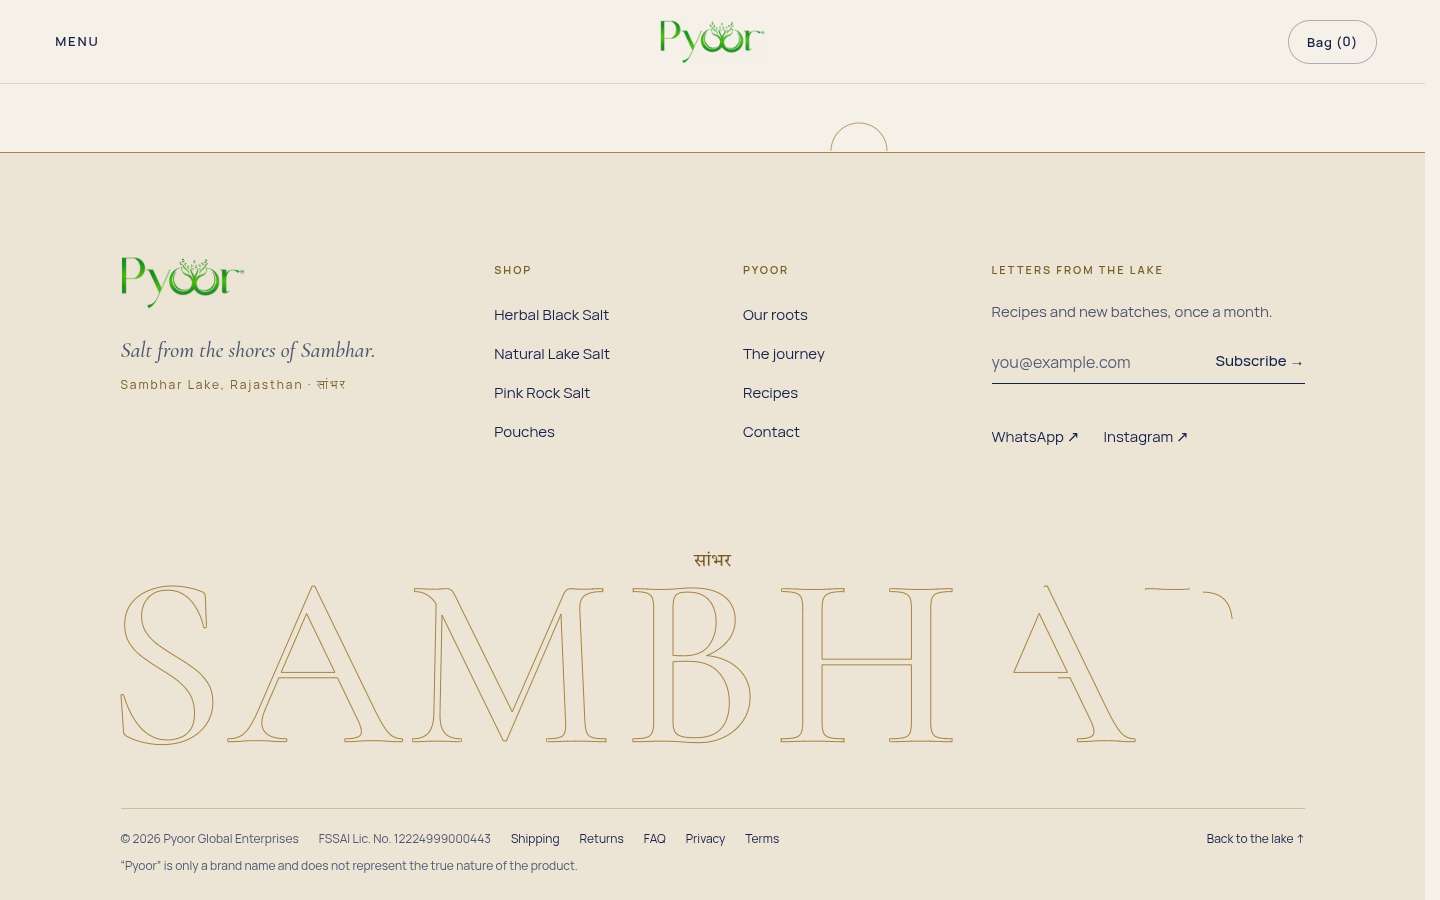 MENU
Pyoor
Bag (0)
Pyoor
Salt from the shores of Sambhar.
Sambhar Lake, Rajasthan · सांभर
SHOP
Herbal Black Salt
Natural Lake Salt
Pink Rock Salt
Pouches
PYOOR
Our roots
The journey
Recipes
Contact
LETTERS FROM THE LAKE
Recipes and new batches, once a month.
you@example.com
Subscribe →
WhatsApp ↗ Instagram ↗
सांभर
SAMBHA
© 2026 Pyoor Global Enterprises FSSAI Lic. No. 12224999000443 Shipping Returns FAQ Privacy Terms
Back to the lake ↑
“Pyoor” is only a brand name and does not represent the true nature of the product.